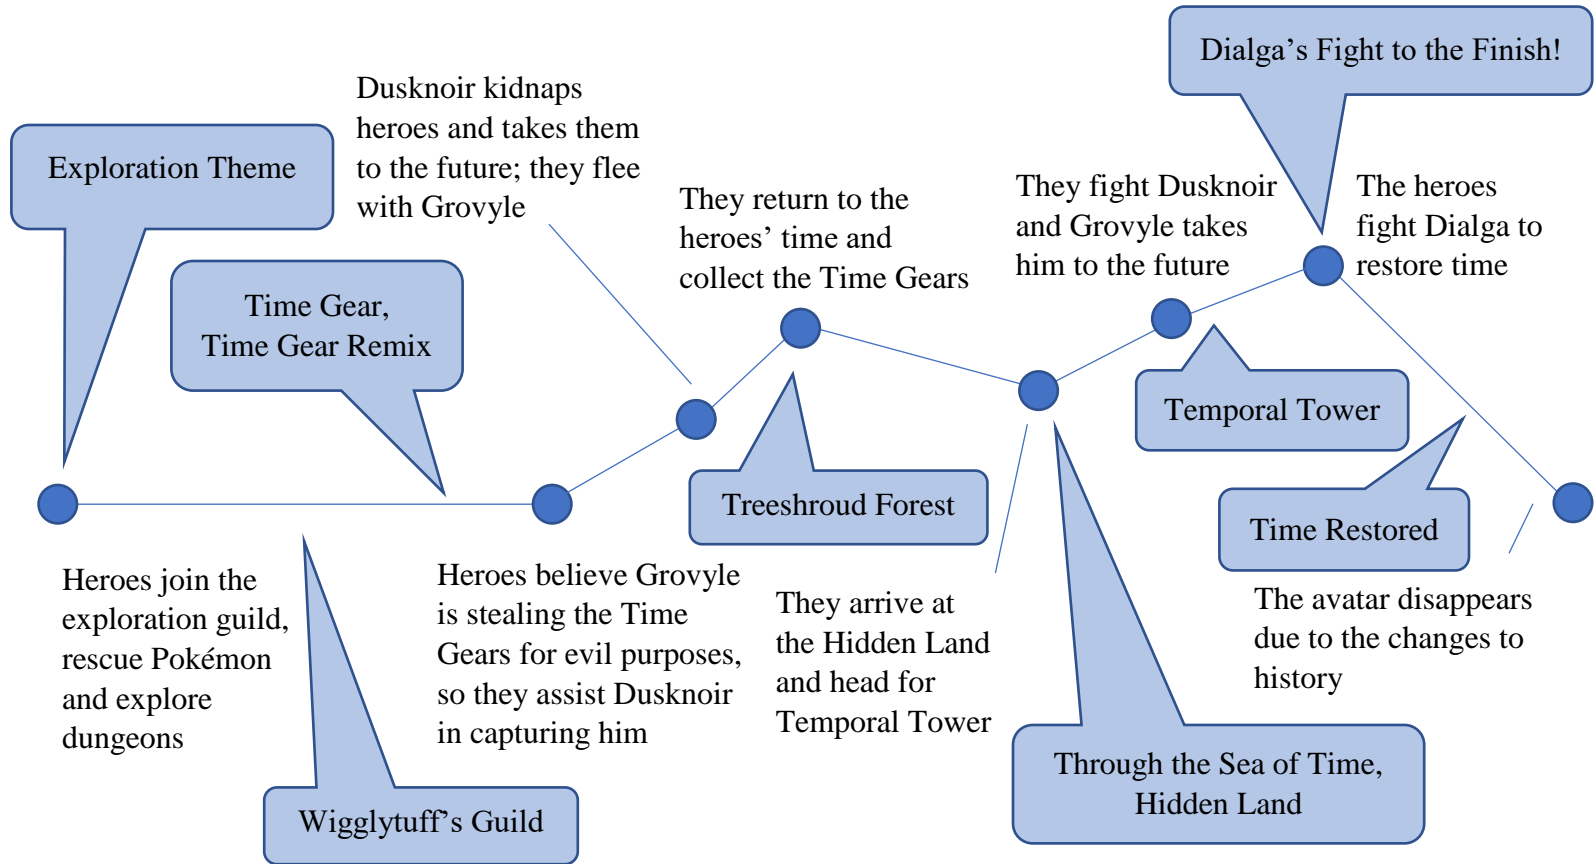 Dialga’s Fight to the Finish!
Dusknoir kidnaps
heroes and takes them
to the future; they flee
with Grovyle
Exploration Theme
They return to the
heroes’ time and
collect the Time Gears
They fight Dusknoir
and Grovyle takes
him to the future
The heroes
fight Dialga to
restore time
Time Gear,
Time Gear Remix
Temporal Tower
Treeshroud Forest
Time Restored
Heroes join the
exploration guild,
rescue Pokémon
and explore
dungeons
Heroes believe Grovyle
is stealing the Time
Gears for evil purposes,
so they assist Dusknoir
in capturing him
They arrive at
the Hidden Land
and head for
Temporal Tower
The avatar disappears
due to the changes to
history
Through the Sea of Time,
Hidden Land
Wigglytuff’s Guild